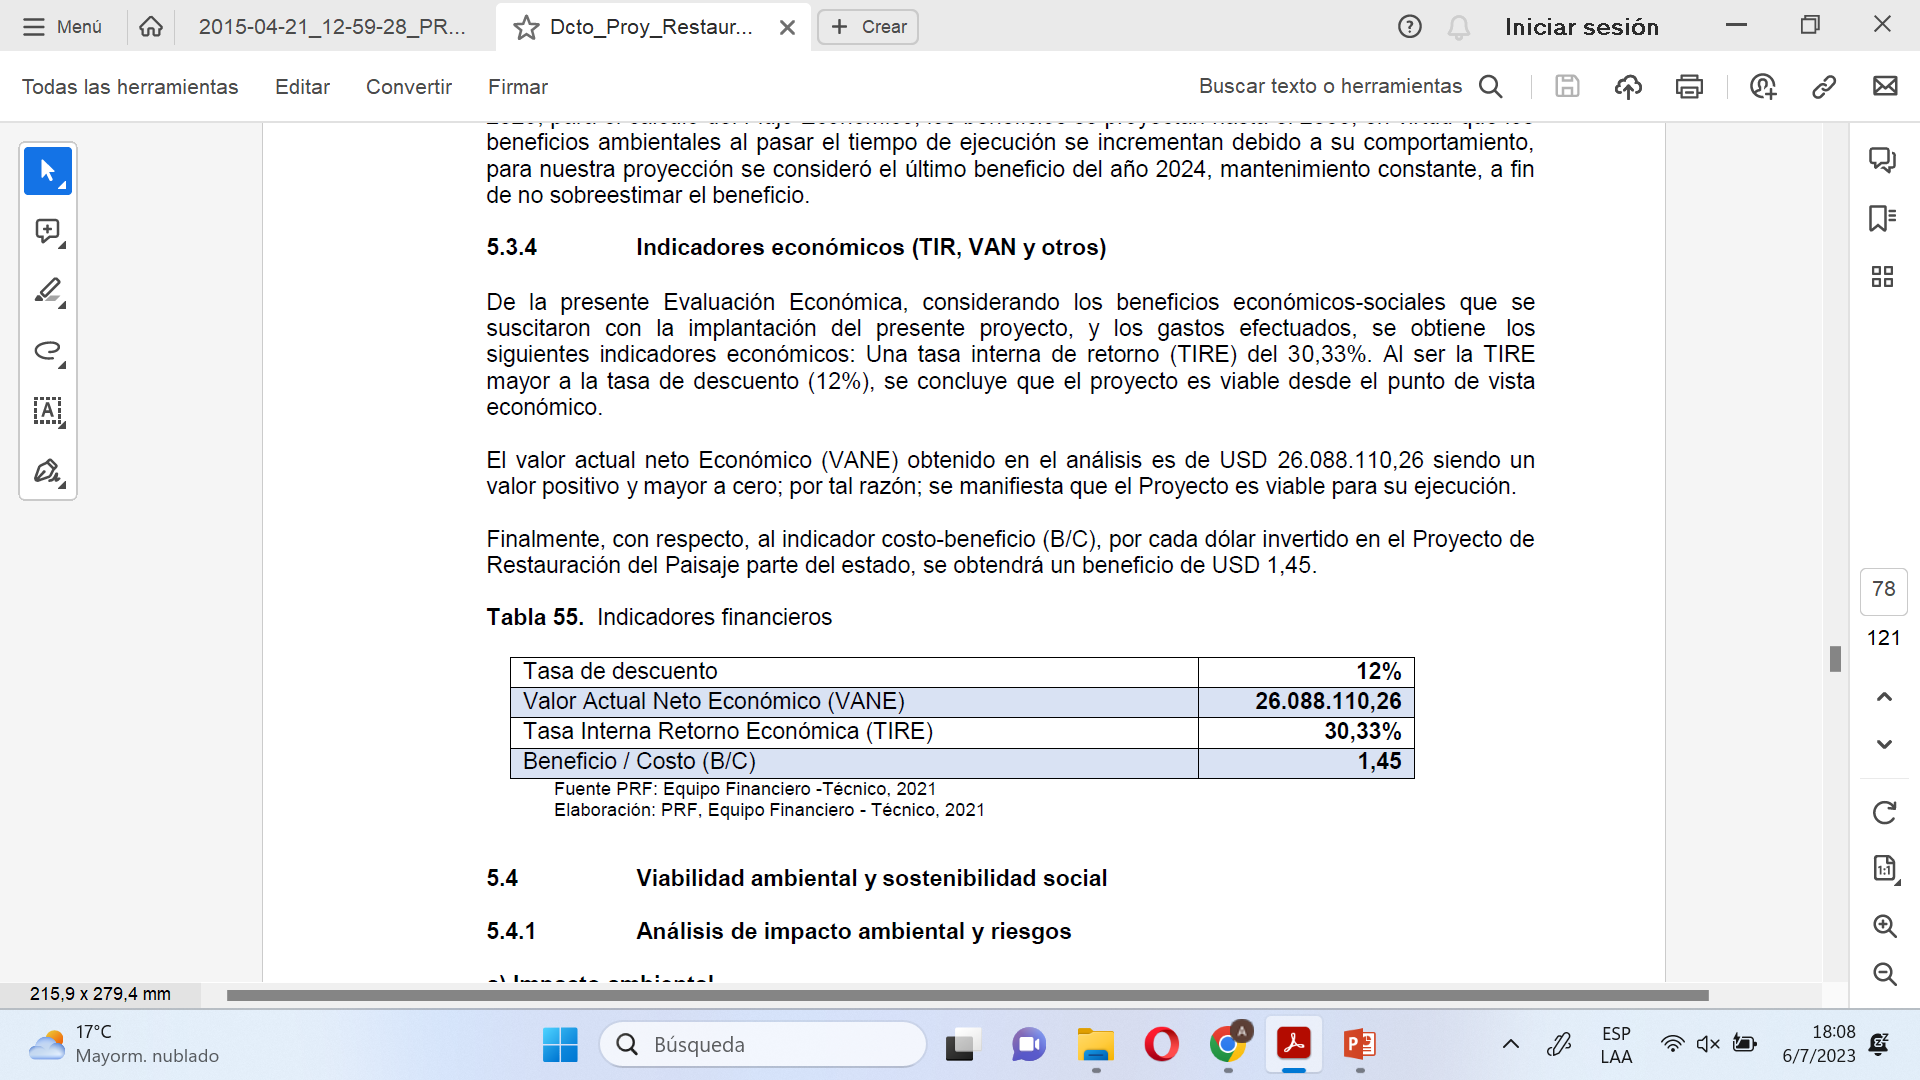 Menú
2015-04-21_12-59-28_PR...
Dcto_Proy_Restaur...
Crear
Iniciar sesión
Todas las herramientas
Editar
Convertir
Firmar
Buscar texto o herramientas
beneficios ambientales al pasar el tiempo de ejecución se incrementan debido a su comportamiento,
para nuestra proyección se consideró el último beneficio del año 2024, mantenimiento constante, a fin
de no sobreestimar el beneficio.
5.3.4 Indicadores económicos (TIR, VAN y otros)
De la presente Evaluación Económica, considerando los beneficios económicos-sociales que se
suscitaron con la implantación del presente proyecto, y los gastos efectuados, se obtiene los
siguientes indicadores económicos: Una tasa interna de retorno (TIRE) del 30,33%. Al ser la TIRE
mayor a la tasa de descuento (12%), se concluye que el proyecto es viable desde el punto de vista
económico.
El valor actual neto Económico (VANE) obtenido en el análisis es de USD 26.088.110,26 siendo un
valor positivo y mayor a cero; por tal razón; se manifiesta que el Proyecto es viable para su ejecución.
Finalmente, con respecto, al indicador costo-beneficio (B/C), por cada dólar invertido en el Proyecto de
Restauración del Paisaje parte del estado, se obtendrá un beneficio de USD 1,45.
Tabla 55. Indicadores financieros
Tasa de descuento 12%
Valor Actual Neto Económico (VANE) 26.088.110,26
Tasa Interna Retorno Económica (TIRE) 30,33%
Beneficio / Costo (B/C) 1,45
Fuente PRF: Equipo Financiero -Técnico, 2021
Elaboración: PRF, Equipo Financiero - Técnico, 2021
5.4 Viabilidad ambiental y sostenibilidad social
5.4.1 Análisis de impacto ambiental y riesgos
78
121
1:1
215,9 x 279,4 mm
17°C
Mayorm. nublado
Búsqueda
A
ESP
LAA
18:08
6/7/2023